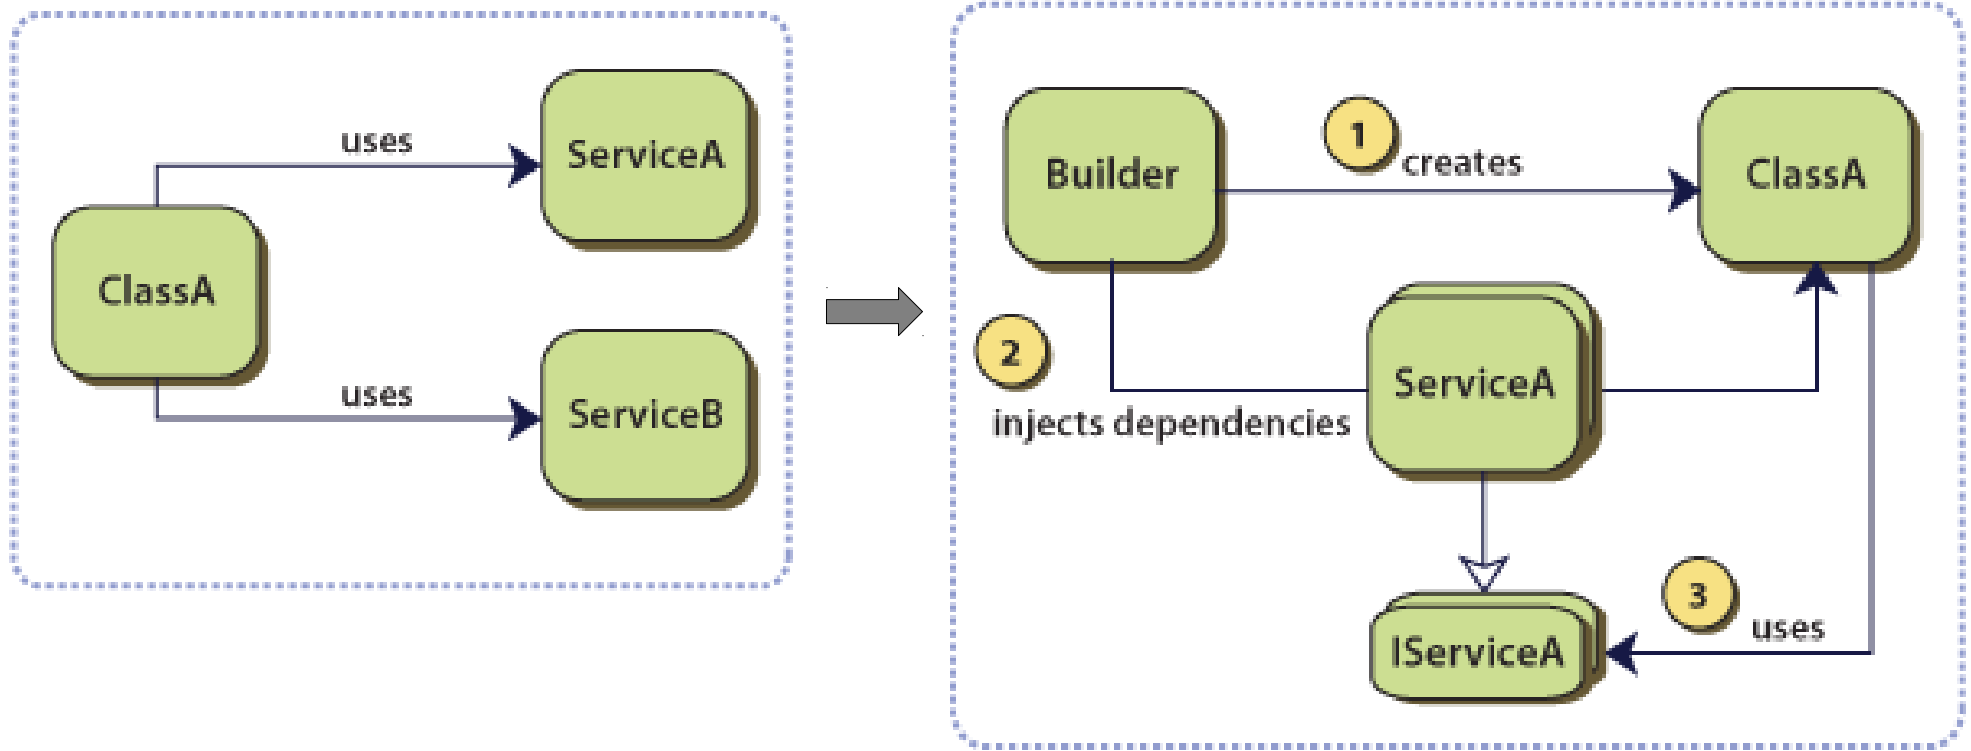 uses
ServiceA
ClassA
uses
ServiceB
Builder
1
creates
ClassA
2
injects dependencies
ServiceA
3
uses
IServiceA